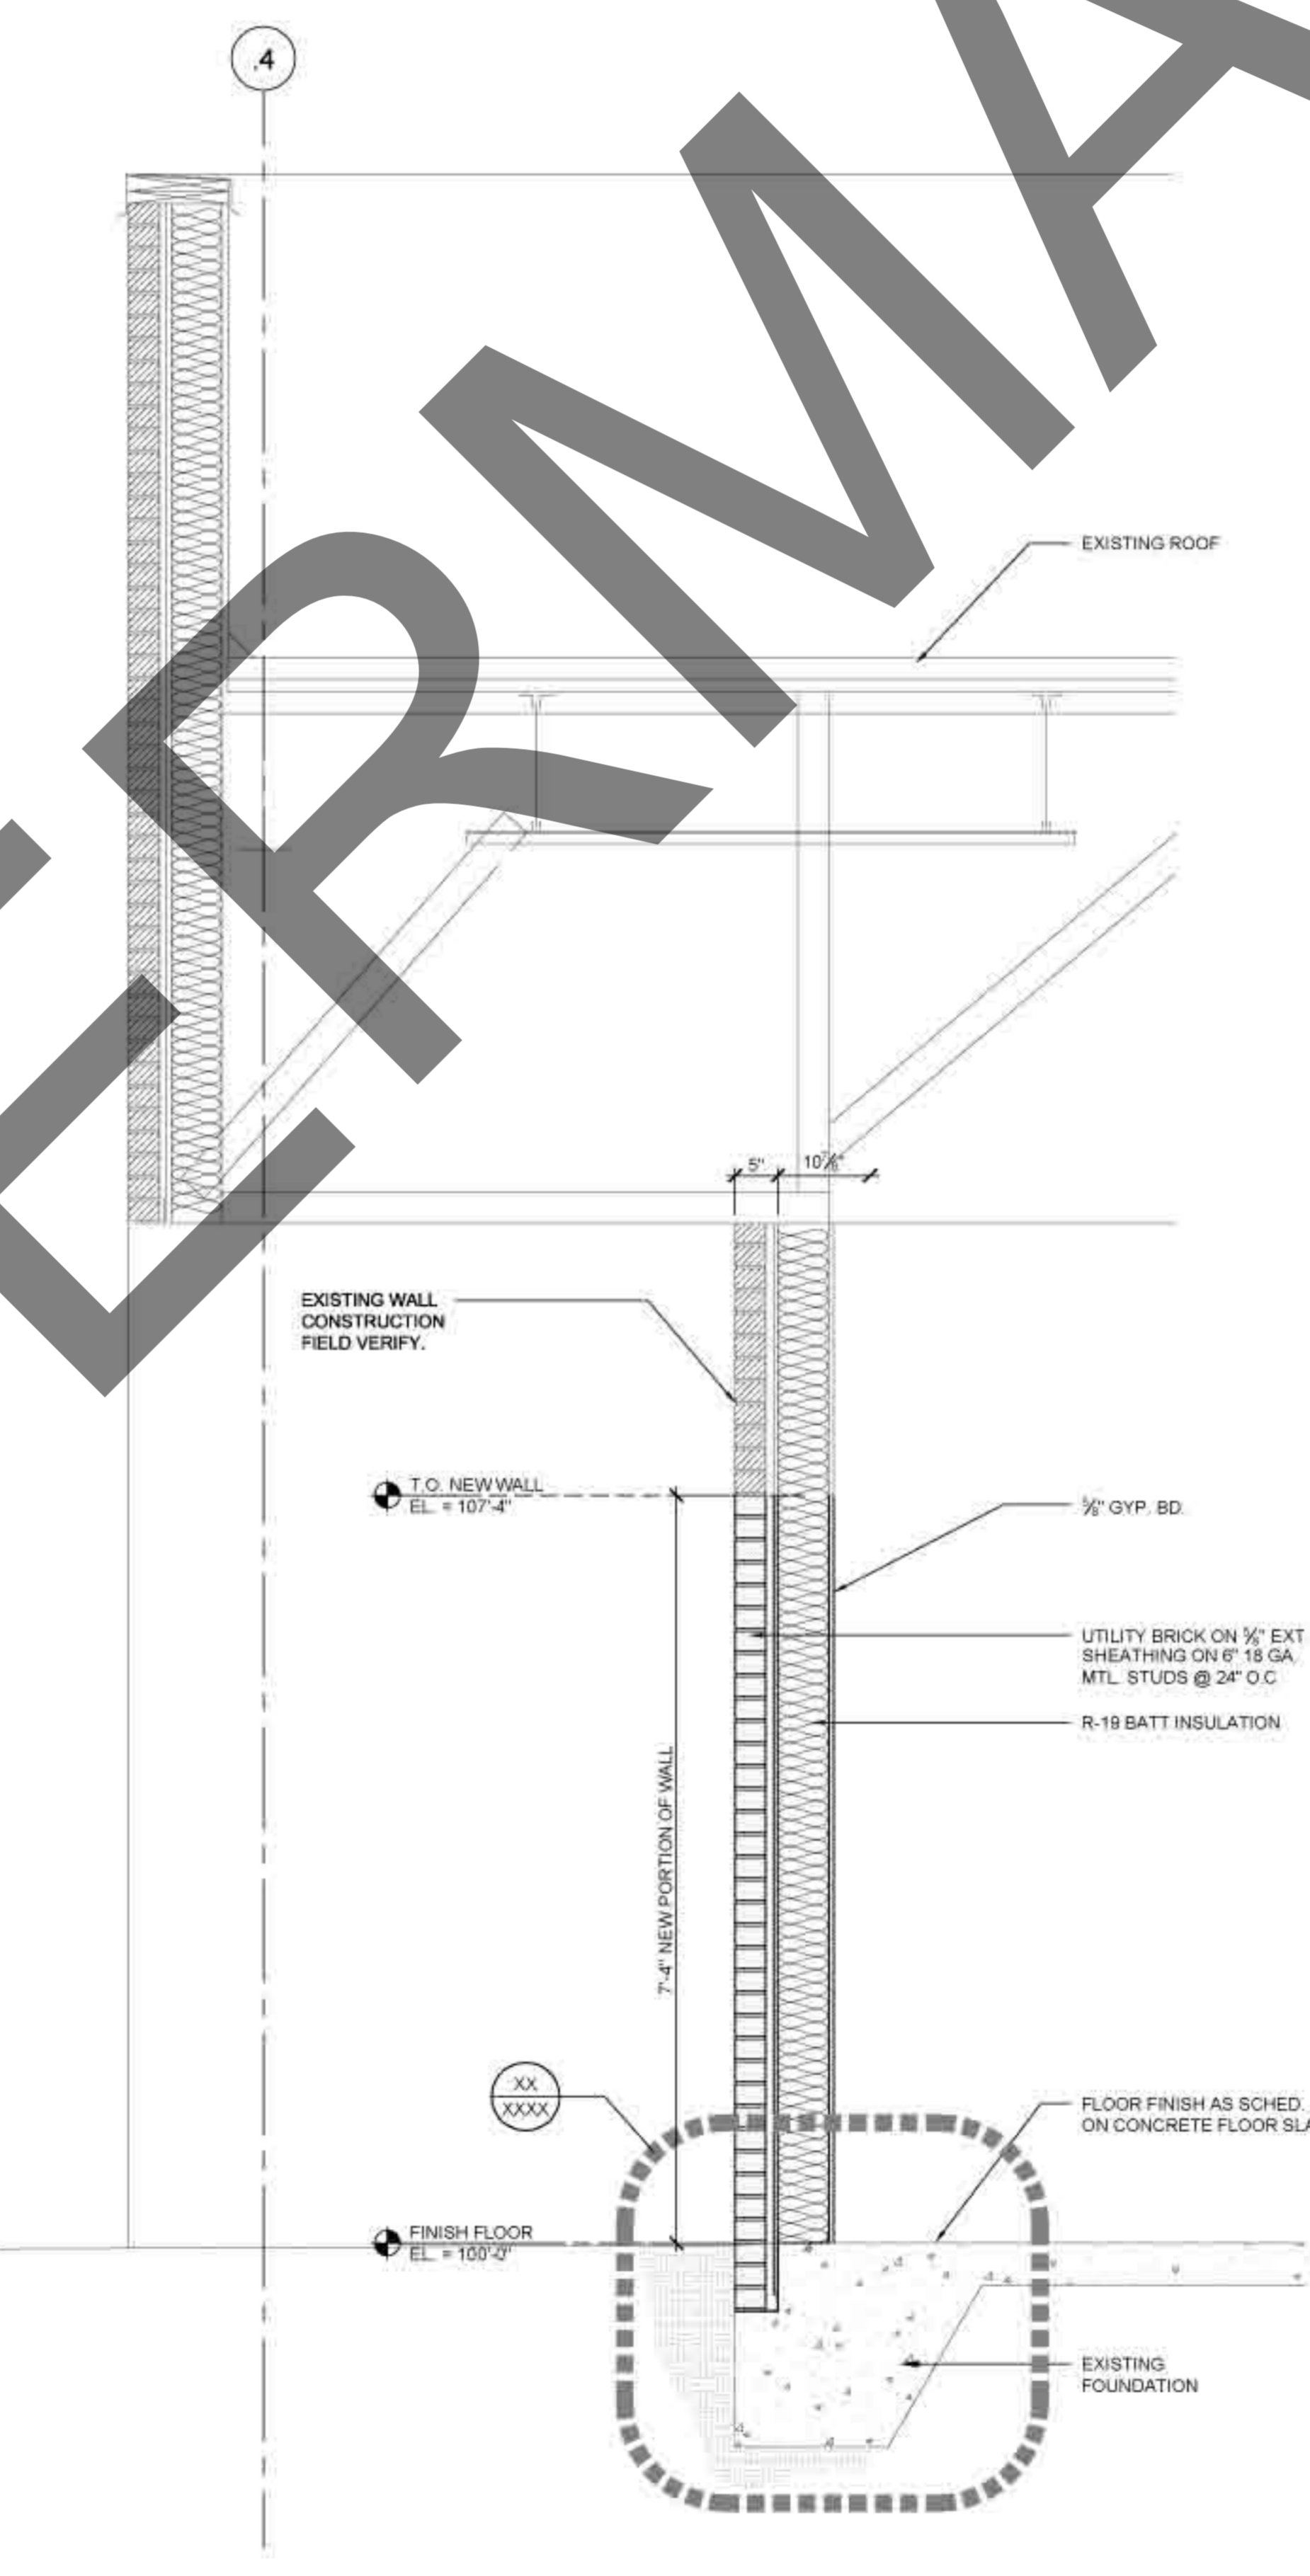 .4
EXISTING ROOF
5" 10⅞"
EXISTING WALL
CONSTRUCTION
FIELD VERIFY.
T.O. NEW WALL
EL. = 107'-4"
⅝" GYP. BD.
UTILITY BRICK ON ⅝" EXT
SHEATHING ON 6" 18 GA.
MTL. STUDS @ 24" O.C
R-19 BATT INSULATION
7'-4" NEW PORTION OF WALL
XX
XXXX
FLOOR FINISH AS SCHED.
ON CONCRETE FLOOR SLA
FINISH FLOOR
EL. = 100'-0"
EXISTING
FOUNDATION
ERMA